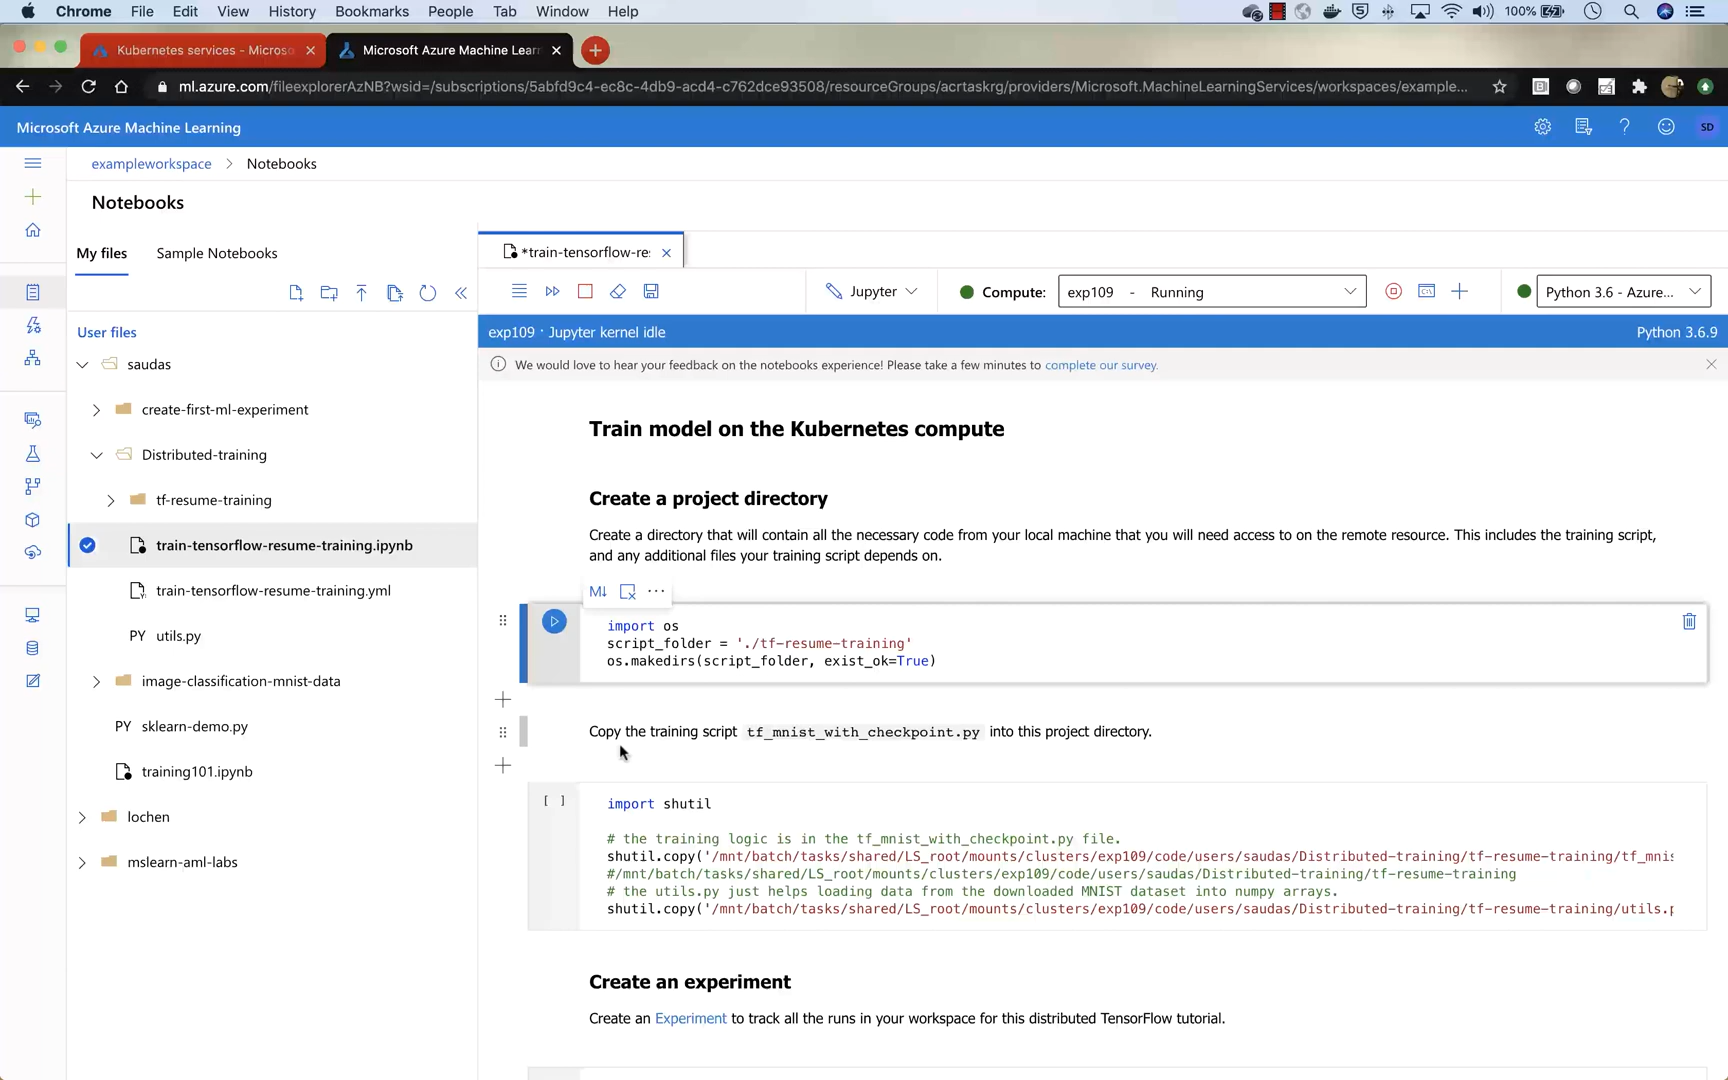 Chrome File Edit View History Bookmarks People Tab Window Help 100%
Kubernetes services - Microso
Microsoft Azure Machine Lear
ml.azure.com/fileexplorerAzNB?wsid=/subscriptions/5abfd9c4-ec8c-4db9-acd4-c762dce93508/resourceGroups/acrtaskrg/providers/Microsoft.MachineLearningServices/workspaces/example...
Microsoft Azure Machine Learning
SD
exampleworkspace > Notebooks
Notebooks
My files Sample Notebooks
*train-tensorflow-re
Jupyter
Compute: exp109 - Running
Python 3.6 - Azure...
User files
exp109 · Jupyter kernel idle
Python 3.6.9
We would love to hear your feedback on the notebooks experience! Please take a few minutes to complete our survey.
saudas
create-first-ml-experiment
Distributed-training
tf-resume-training
train-tensorflow-resume-training.ipynb
train-tensorflow-resume-training.yml
PY utils.py
image-classification-mnist-data
PY sklearn-demo.py
training101.ipynb
lochen
mslearn-aml-labs
Train model on the Kubernetes compute
Create a project directory
Create a directory that will contain all the necessary code from your local machine that you will need access to on the remote resource. This includes the training script,
and any additional files your training script depends on.
M↓ ···
import os
script_folder = './tf-resume-training'
os.makedirs(script_folder, exist_ok=True)
Copy the training script tf_mnist_with_checkpoint.py into this project directory.
[ ]
import shutil
# the training logic is in the tf_mnist_with_checkpoint.py file.
shutil.copy('/mnt/batch/tasks/shared/LS_root/mounts/clusters/exp109/code/users/saudas/Distributed-training/tf-resume-training/tf_mnis
#/mnt/batch/tasks/shared/LS_root/mounts/clusters/exp109/code/users/saudas/Distributed-training/tf-resume-training
# the utils.py just helps loading data from the downloaded MNIST dataset into numpy arrays.
shutil.copy('/mnt/batch/tasks/shared/LS_root/mounts/clusters/exp109/code/users/saudas/Distributed-training/tf-resume-training/utils.p
Create an experiment
Create an Experiment to track all the runs in your workspace for this distributed TensorFlow tutorial.